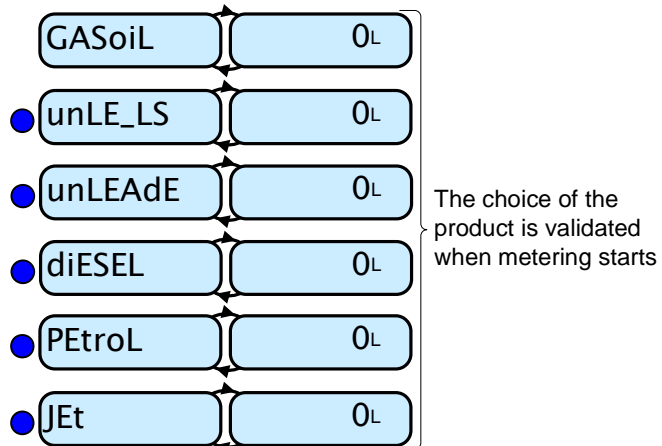 GASoiL 0L
unLE_LS 0L
unLEAdE 0L
The choice of the
product is validated
when metering starts
diESEL 0L
PEtroL 0L
JEt 0L